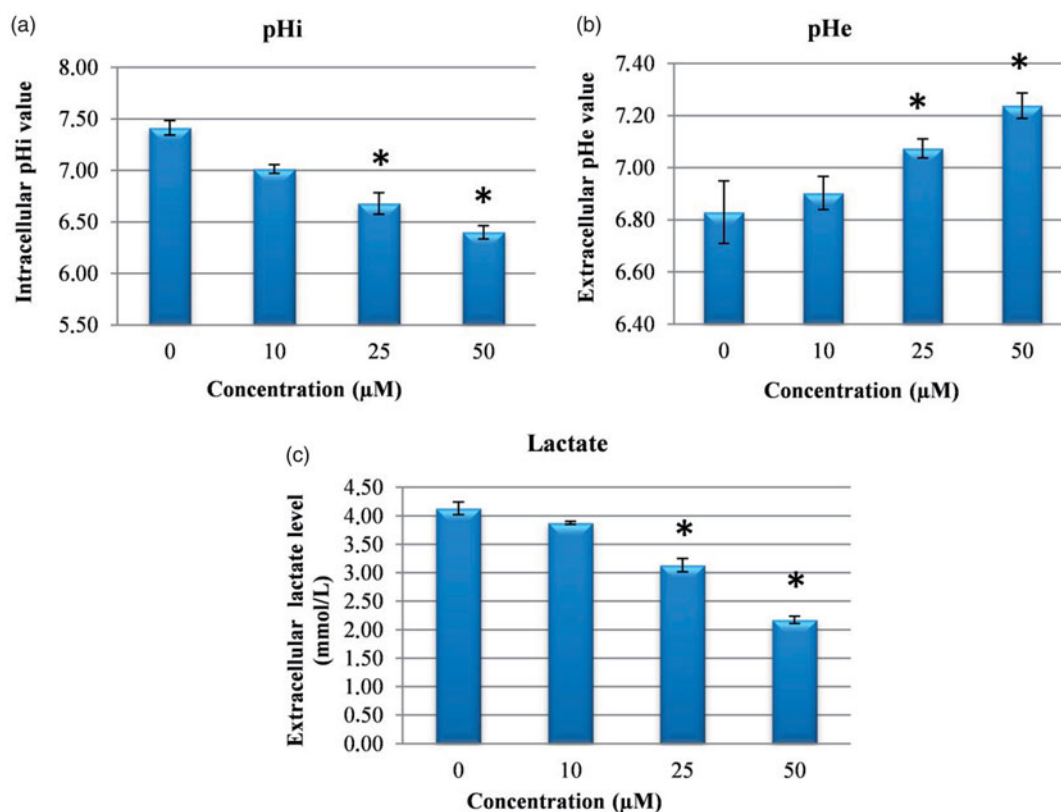 (a)
pHi
Intracellular pHi value
8.00
7.50
*
7.00
*
6.50
6.00
5.50
0 10 25 50
Concentration (µM)
(b)
pHe
Extracellular pHe value
7.40
*
7.20
*
7.00
6.80
6.60
6.40
0 10 25 50
Concentration (µM)
(c)
Lactate
Extracellular lactate level
(mmol/L)
4.50
4.00
*
3.50
3.00
*
2.50
2.00
1.50
1.00
0.50
0.00
0 10 25 50
Concentration (µM)